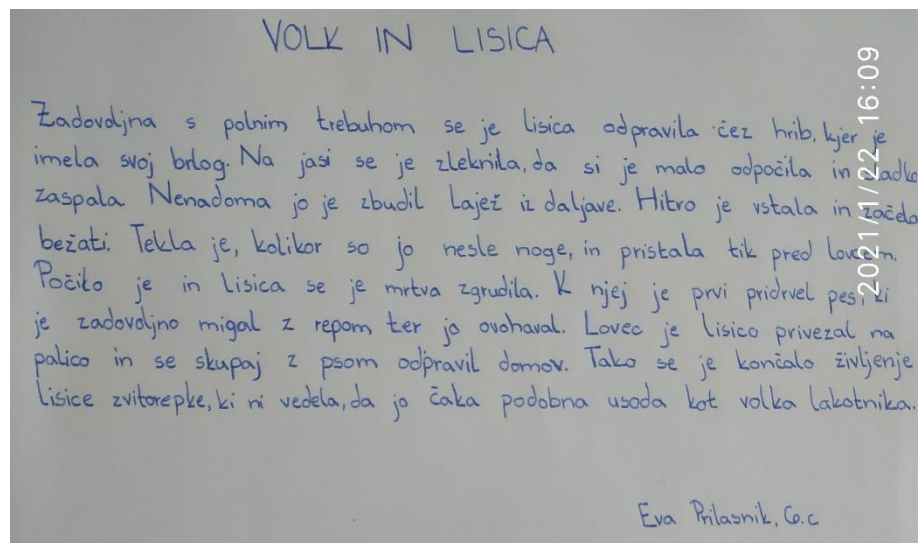 VOLK IN LISICA
Zadovoljna s polnim trebuhom se je lisica odpravila čez hrib, kjer je
imela svoj brlog. Na jasi se je zleknila, da si je malo odpočila in sladko
zaspala Nenadoma jo je zbudil lajež iz daljave. Hitro je vstala in začela
bežati. Tekla je, kolikor so jo nesle noge, in pristala tik pred lovcem.
Počilo je in lisica se je mrtva zgrudila. K njej je prvi pridrvel pes, ki
je zadovoljno migal z repom ter jo ovohaval. Lovec je lisico privezal na
palico in se skupaj z psom odpravil domov. Tako se je končalo življenje
lisice zvitorepke, ki ni vedela, da jo čaka podobna usoda kot volka lakotnika.
Eva Prilasnik, 6.c
2021/1/22 16:09